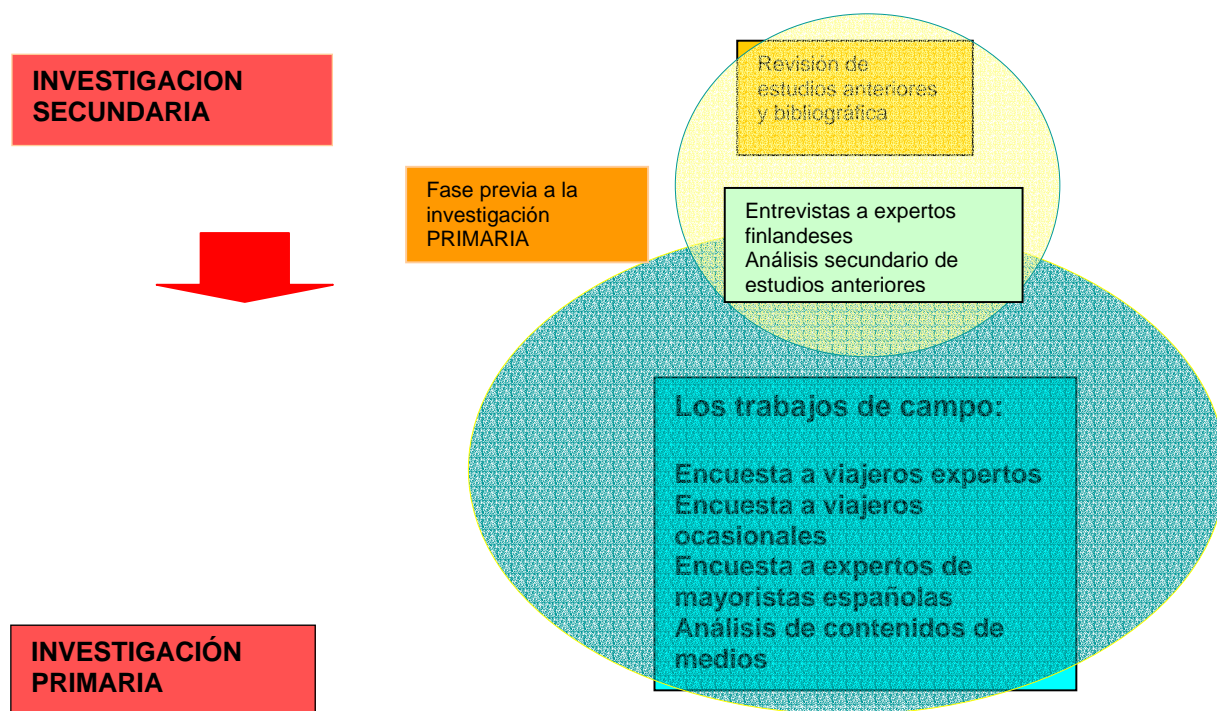 INVESTIGACION
SECUNDARIA
Revisión de
estudios anteriores
y bibliográfica
Fase previa a la
investigación
PRIMARIA
Entrevistas a expertos
finlandeses
Análisis secundario de
estudios anteriores
Los trabajos de campo:
Encuesta a viajeros expertos
Encuesta a viajeros
ocasionales
Encuesta a expertos de
mayoristas españolas
Análisis de contenidos de
medios
INVESTIGACIÓN
PRIMARIA